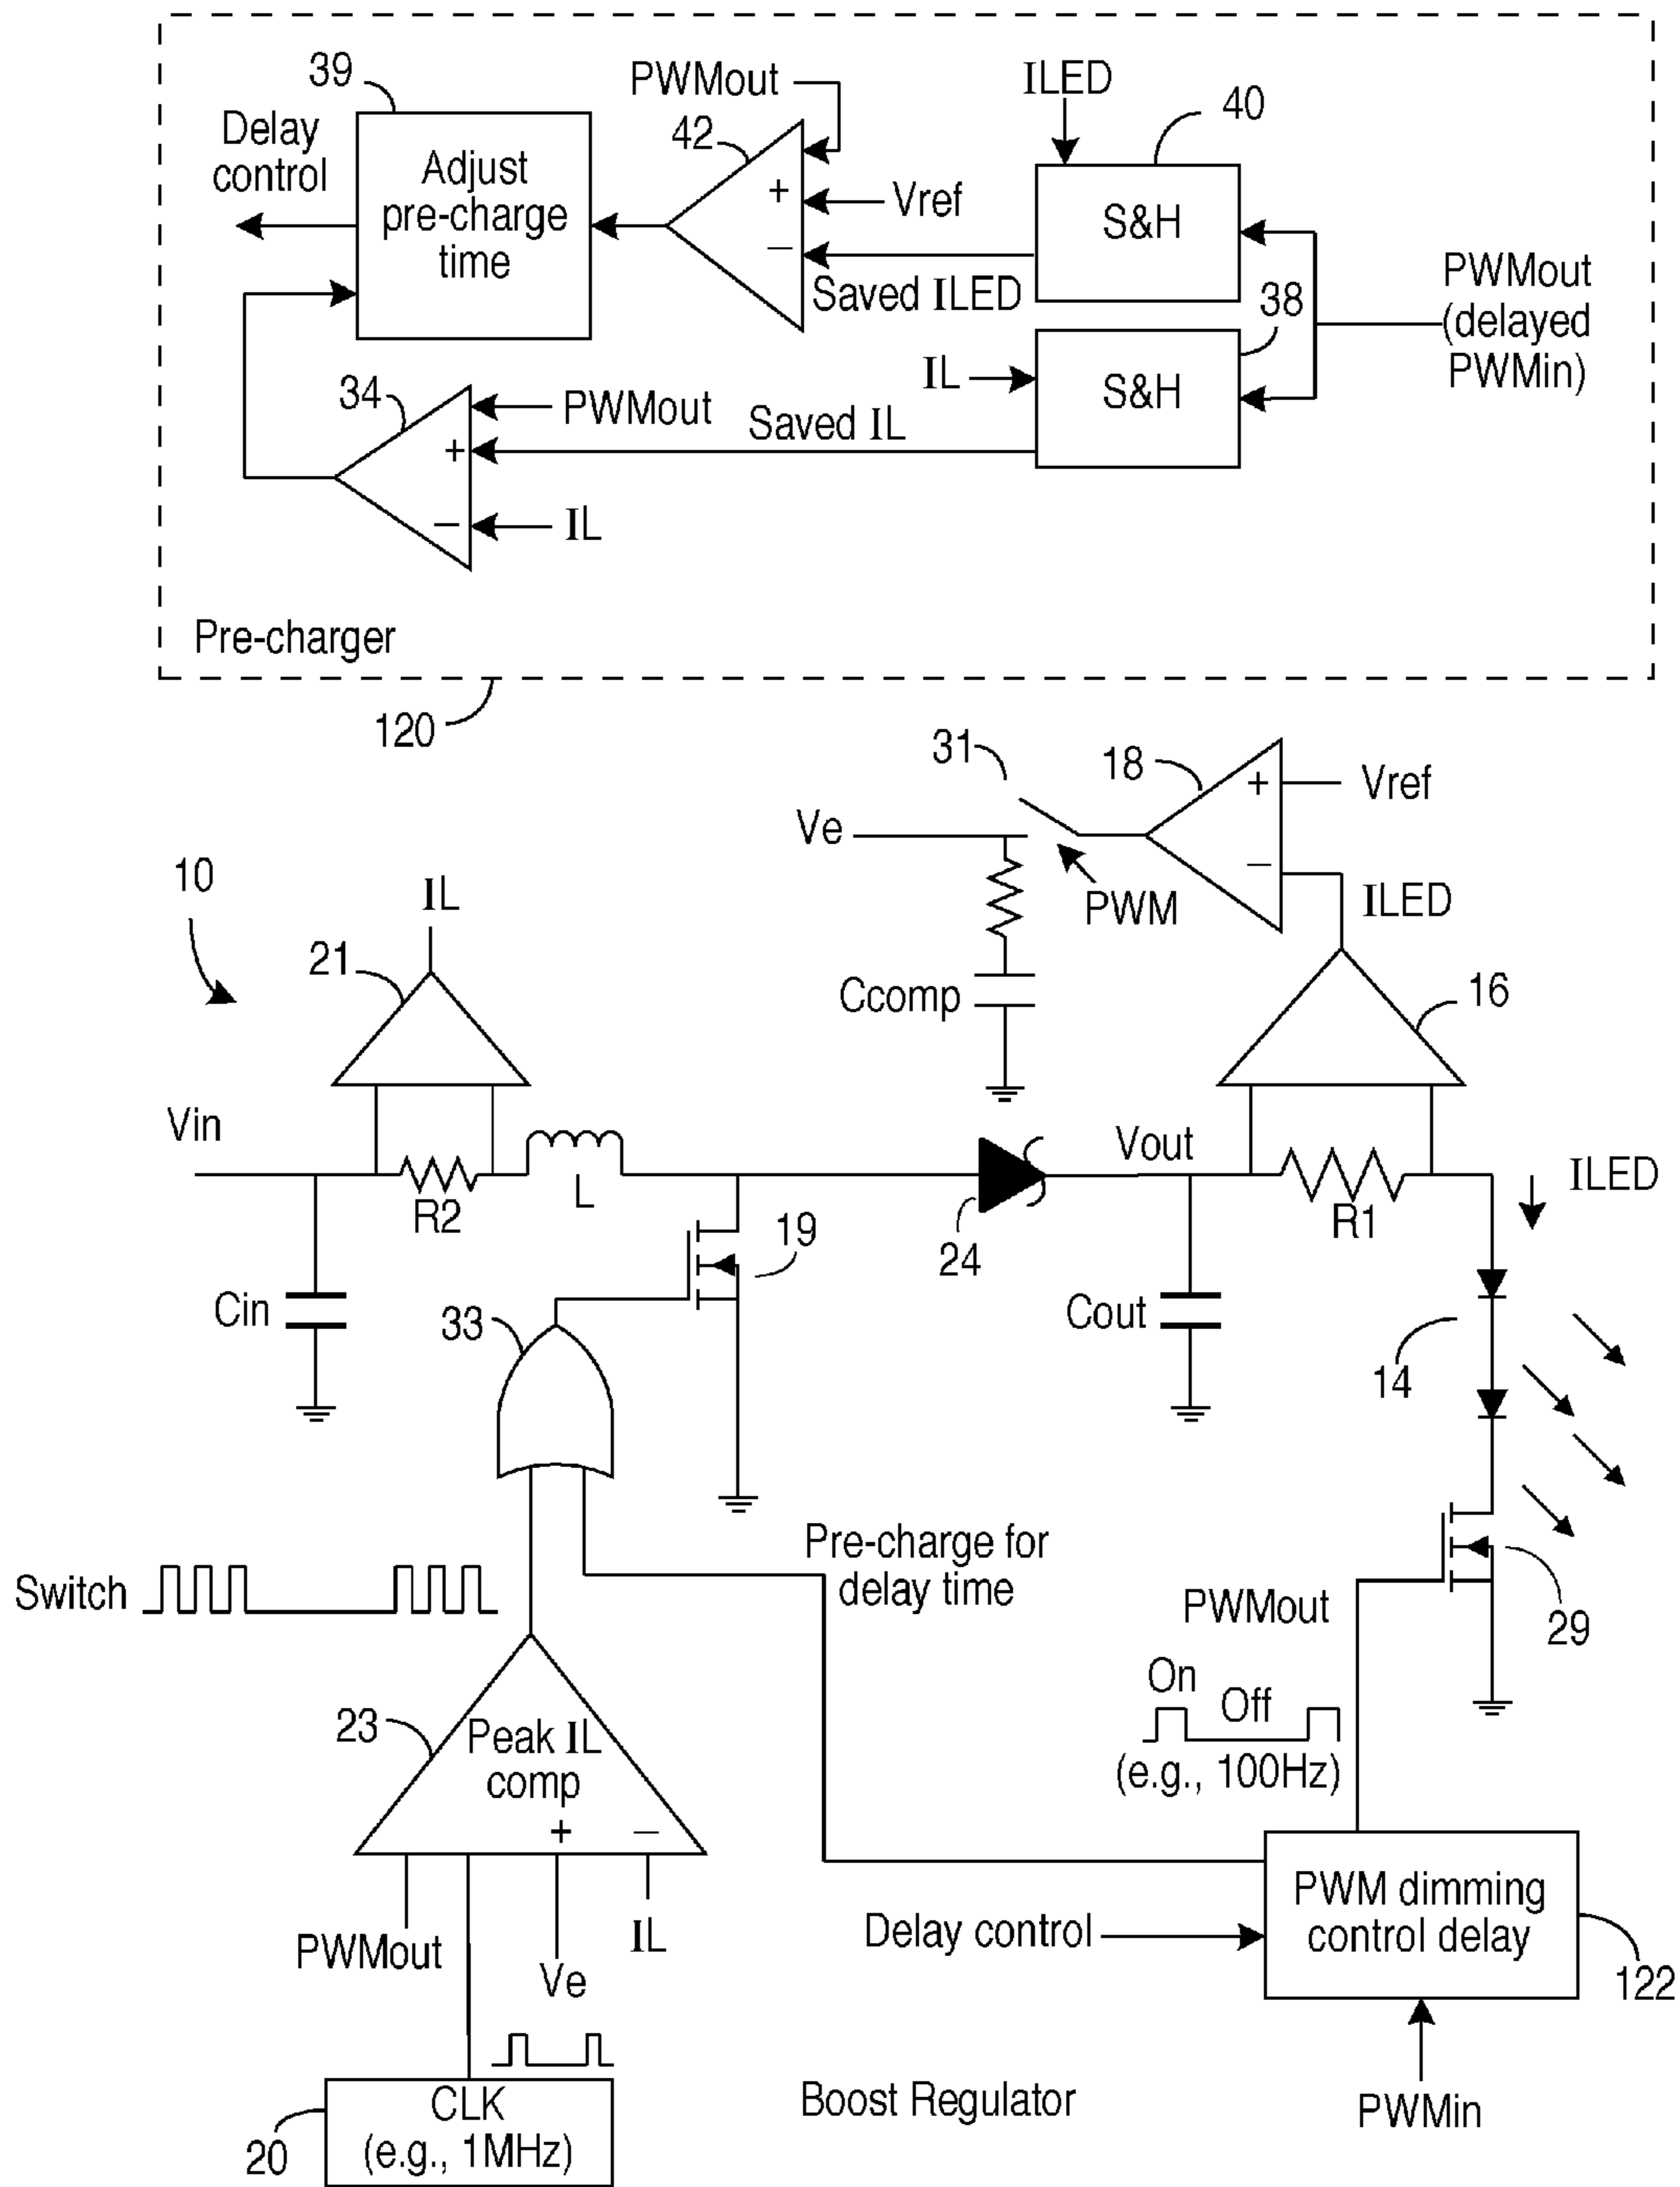 39
Delay
control
Adjust
pre-charge
time
PWMout
42
+
Vref
–
Saved ILED
ILED
40
S&H
38
IL
S&H
PWMout
(delayed
PWMin)
34
PWMout
+
Saved IL
–
IL
Pre-charger
120
31
18
+
Vref
Ve
–
PWM
ILED
10
IL
21
Ccomp
16
Vin
R2
L
Vout
R1
ILED
24
19
Cin
33
Cout
14
Switch
Pre-charge for
delay time
PWMout
29
On
Off
(e.g., 100Hz)
23
Peak IL
comp
+
–
PWMout
Ve
IL
Delay control
PWM dimming
control delay
122
CLK
(e.g., 1MHz)
20
Boost Regulator
PWMin